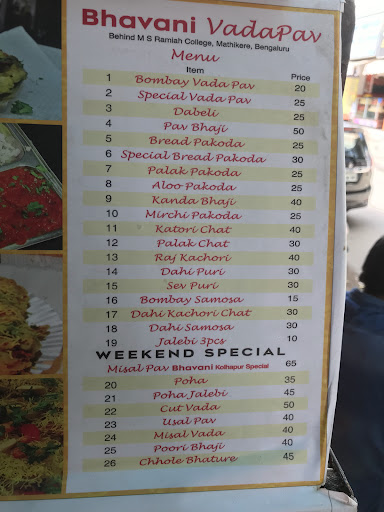 Bhavani VadaPav
Behind M S Ramiah College, Mathikere, Bengaluru
Menu
Item Price
1 Bombay Vada Pav 20
2 Special Vada Pav 25
3 Dabeli 25
4 Pav Bhaji 50
5 Bread Pakoda 25
6 Special Bread Pakoda 30
7 Palak Pakoda 25
8 Aloo Pakoda 25
9 Kanda Bhaji 40
10 Mirchi Pakoda 25
11 Katori Chat 40
12 Palak Chat 30
13 Raj Kachori 40
14 Dahi Puri 30
15 Sev Puri 30
16 Bombay Samosa 15
17 Dahi Kachori Chat 30
18 Dahi Samosa 30
19 Jalebi 3pcs 10
WEEKEND SPECIAL
Misal Pav Bhavani Kolhapur Special 65
20 Poha 35
21 Poha Jalebi 45
22 Cut Vada 50
23 Usal Pav 40
24 Misal Vada 40
25 Poori Bhaji 40
26 Chhole Bhature 45